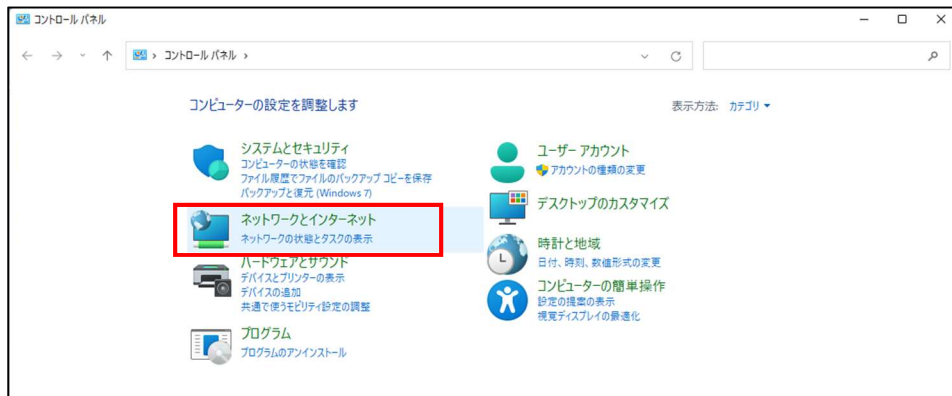 コントロール パネル
コントロール パネル
コンピューターの設定を調整します
表示方法: カテゴリ
システムとセキュリティ
コンピューターの状態を確認
ファイル履歴でファイルのバックアップ コピーを保存
バックアップと復元 (Windows 7)
ネットワークとインターネット
ネットワークの状態とタスクの表示
ハードウェアとサウンド
デバイスとプリンターの表示
デバイスの追加
共通で使うモビリティ設定の調整
プログラム
プログラムのアンインストール
ユーザー アカウント
アカウントの種類の変更
デスクトップのカスタマイズ
時計と地域
日付、時刻、数値形式の変更
コンピューターの簡単操作
設定の提案の表示
視覚ディスプレイの最適化